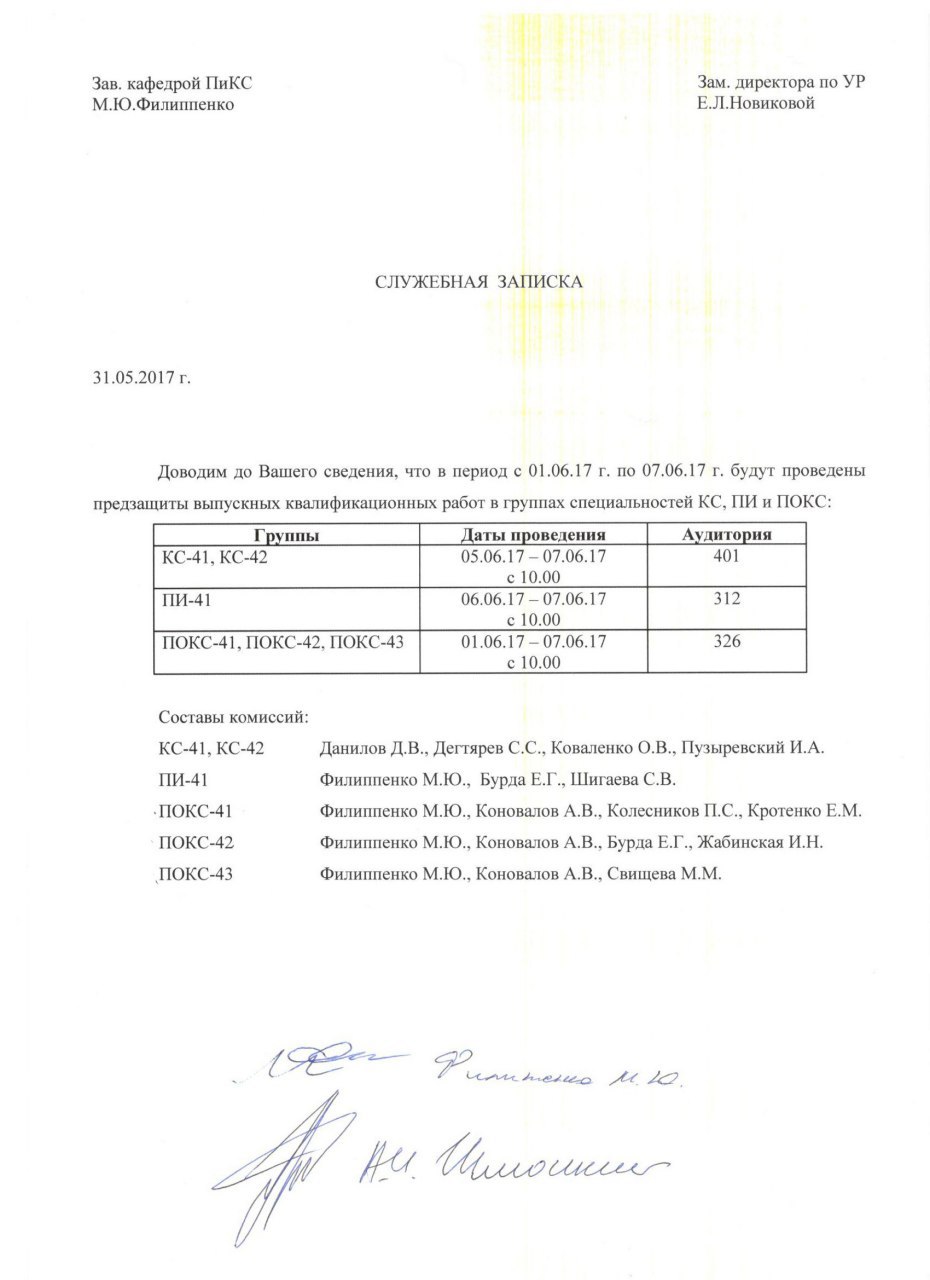 Зав. кафедрой ПиКС
М.Ю.Филиппенко
Зам. директора по УР
Е.Л.Новиковой
СЛУЖЕБНАЯ ЗАПИСКА
31.05.2017 г.
Доводим до Вашего сведения, что в период с 01.06.17 г. по 07.06.17 г. будут проведены
предзащиты выпускных квалификационных работ в группах специальностей КС, ПИ и ПОКС:
Группы Даты проведения Аудитория
КС-41, КС-42 05.06.17 – 07.06.17 401
с 10.00
ПИ-41 06.06.17 – 07.06.17 312
с 10.00
ПОКС-41, ПОКС-42, ПОКС-43 01.06.17 – 07.06.17 326
с 10.00
Составы комиссий:
КС-41, КС-42 Данилов Д.В., Дегтярев С.С., Коваленко О.В., Пузыревский И.А.
ПИ-41 Филиппенко М.Ю., Бурда Е.Г., Шигаева С.В.
ПОКС-41 Филиппенко М.Ю., Коновалов А.В., Колесников П.С., Кротенко Е.М.
ПОКС-42 Филиппенко М.Ю., Коновалов А.В., Бурда Е.Г., Жабинская И.Н.
ПОКС-43 Филиппенко М.Ю., Коновалов А.В., Свищева М.М.
Филиппенко М.Ю.
А.И.